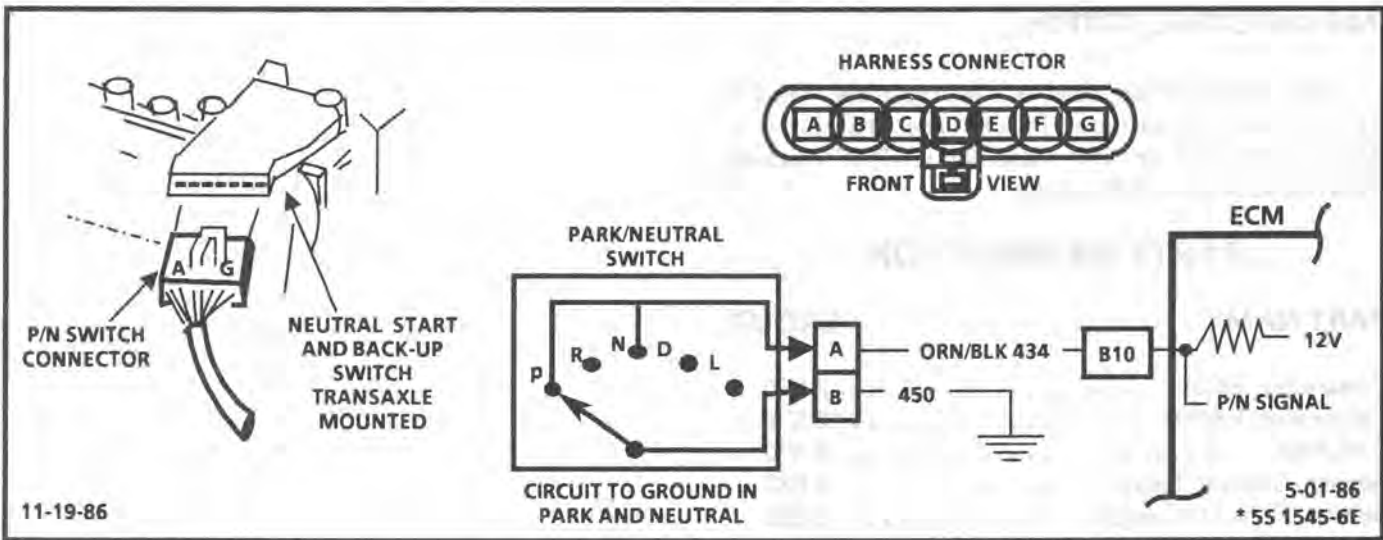 HARNESS CONNECTOR
A B C D E F G
FRONT VIEW
A G
P/N SWITCH
CONNECTOR
NEUTRAL START
AND BACK-UP
SWITCH
TRANSAXLE
MOUNTED
PARK/NEUTRAL
SWITCH
P R N D L
CIRCUIT TO GROUND IN
PARK AND NEUTRAL
A
ORN/BLK 434
B10
B
450
ECM
12V
P/N SIGNAL
11-19-86
5-01-86
* 5S 1545-6E